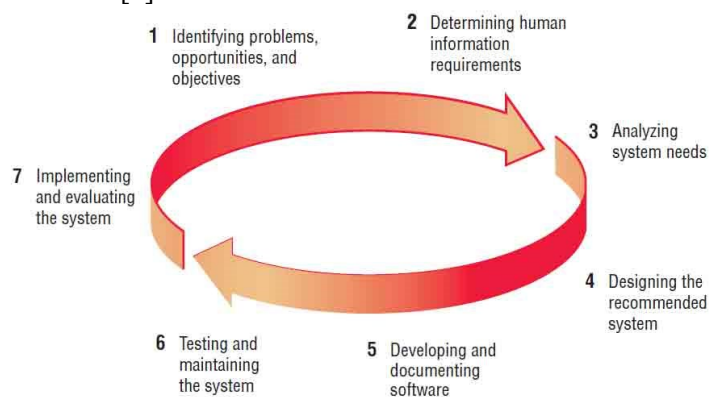 1 Identifying problems,
opportunities, and
objectives
2 Determining human
information
requirements
3 Analyzing
system needs
4 Designing the
recommended
system
5 Developing and
documenting
software
6 Testing and
maintaining
the system
7 Implementing
and evaluating
the system